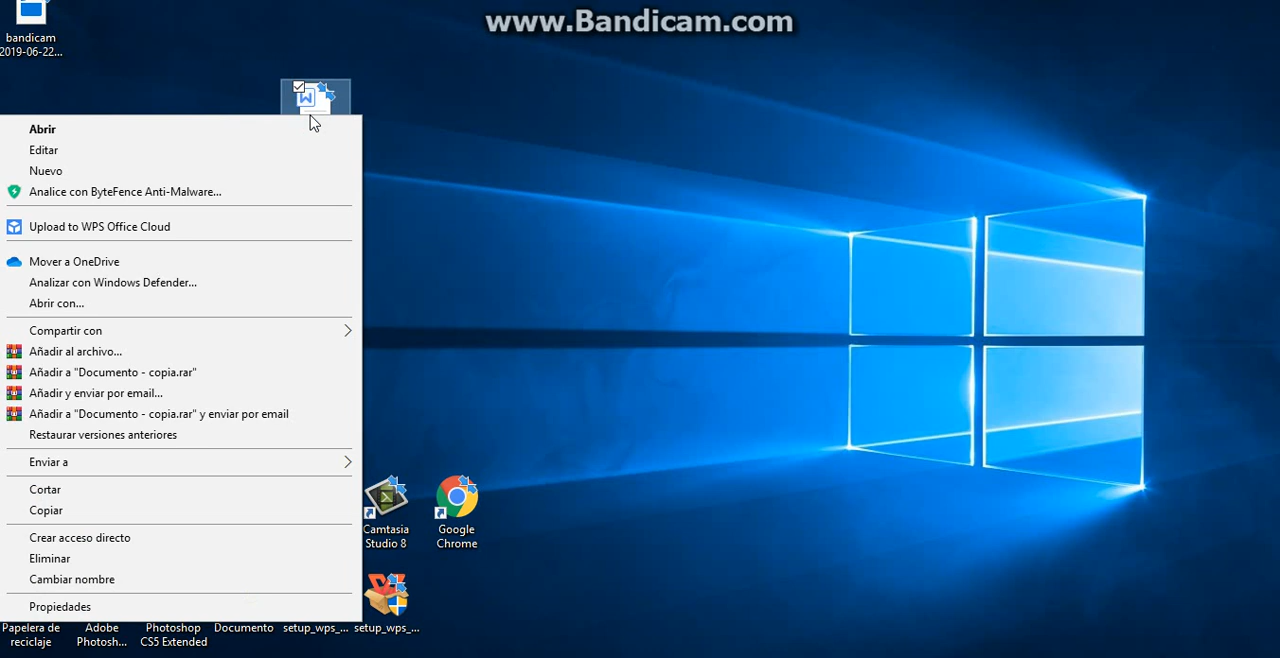 www.Bandicam.com
bandicam
2019-06-22...
W
Abrir
Editar
Nuevo
Analice con ByteFence Anti-Malware...
Upload to WPS Office Cloud
Mover a OneDrive
Analizar con Windows Defender...
Abrir con...
Compartir con
Añadir al archivo...
Añadir a "Documento - copia.rar"
Añadir y enviar por email...
Añadir a "Documento - copia.rar" y enviar por email
Restaurar versiones anteriores
Enviar a
Cortar
Copiar
Crear acceso directo
Eliminar
Cambiar nombre
Propiedades
Camtasia
Studio 8
Google
Chrome
Papelera de
reciclaje
Adobe
Photosh...
Photoshop
CS5 Extended
Documento
setup_wps_...
setup_wps_...